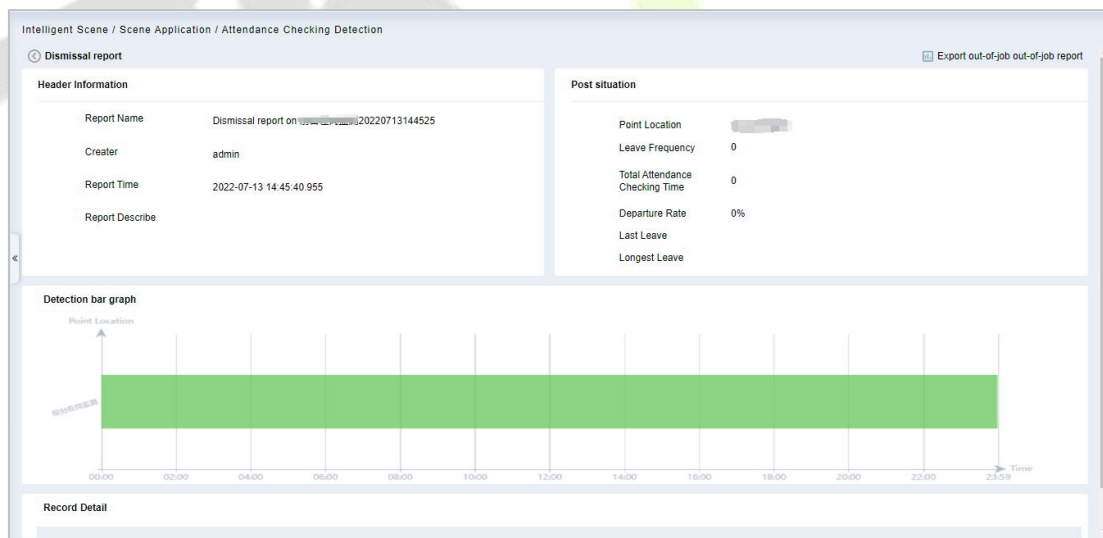 Intelligent Scene / Scene Application / Attendance Checking Detection
Dismissal report
Export out-of-job out-of-job report
Header Information
Report Name
Dismissal report on 20220713144525
Creater
admin
Report Time
2022-07-13 14:45:40.955
Report Describe
Post situation
Point Location
Leave Frequency
0
Total Attendance
Checking Time
0
Departure Rate
0%
Last Leave
Longest Leave
Detection bar graph
Point Location
00:00 02:00 04:00 06:00 08:00 10:00 12:00 14:00 16:00 18:00 20:00 22:00 23:59
Time
Record Detail